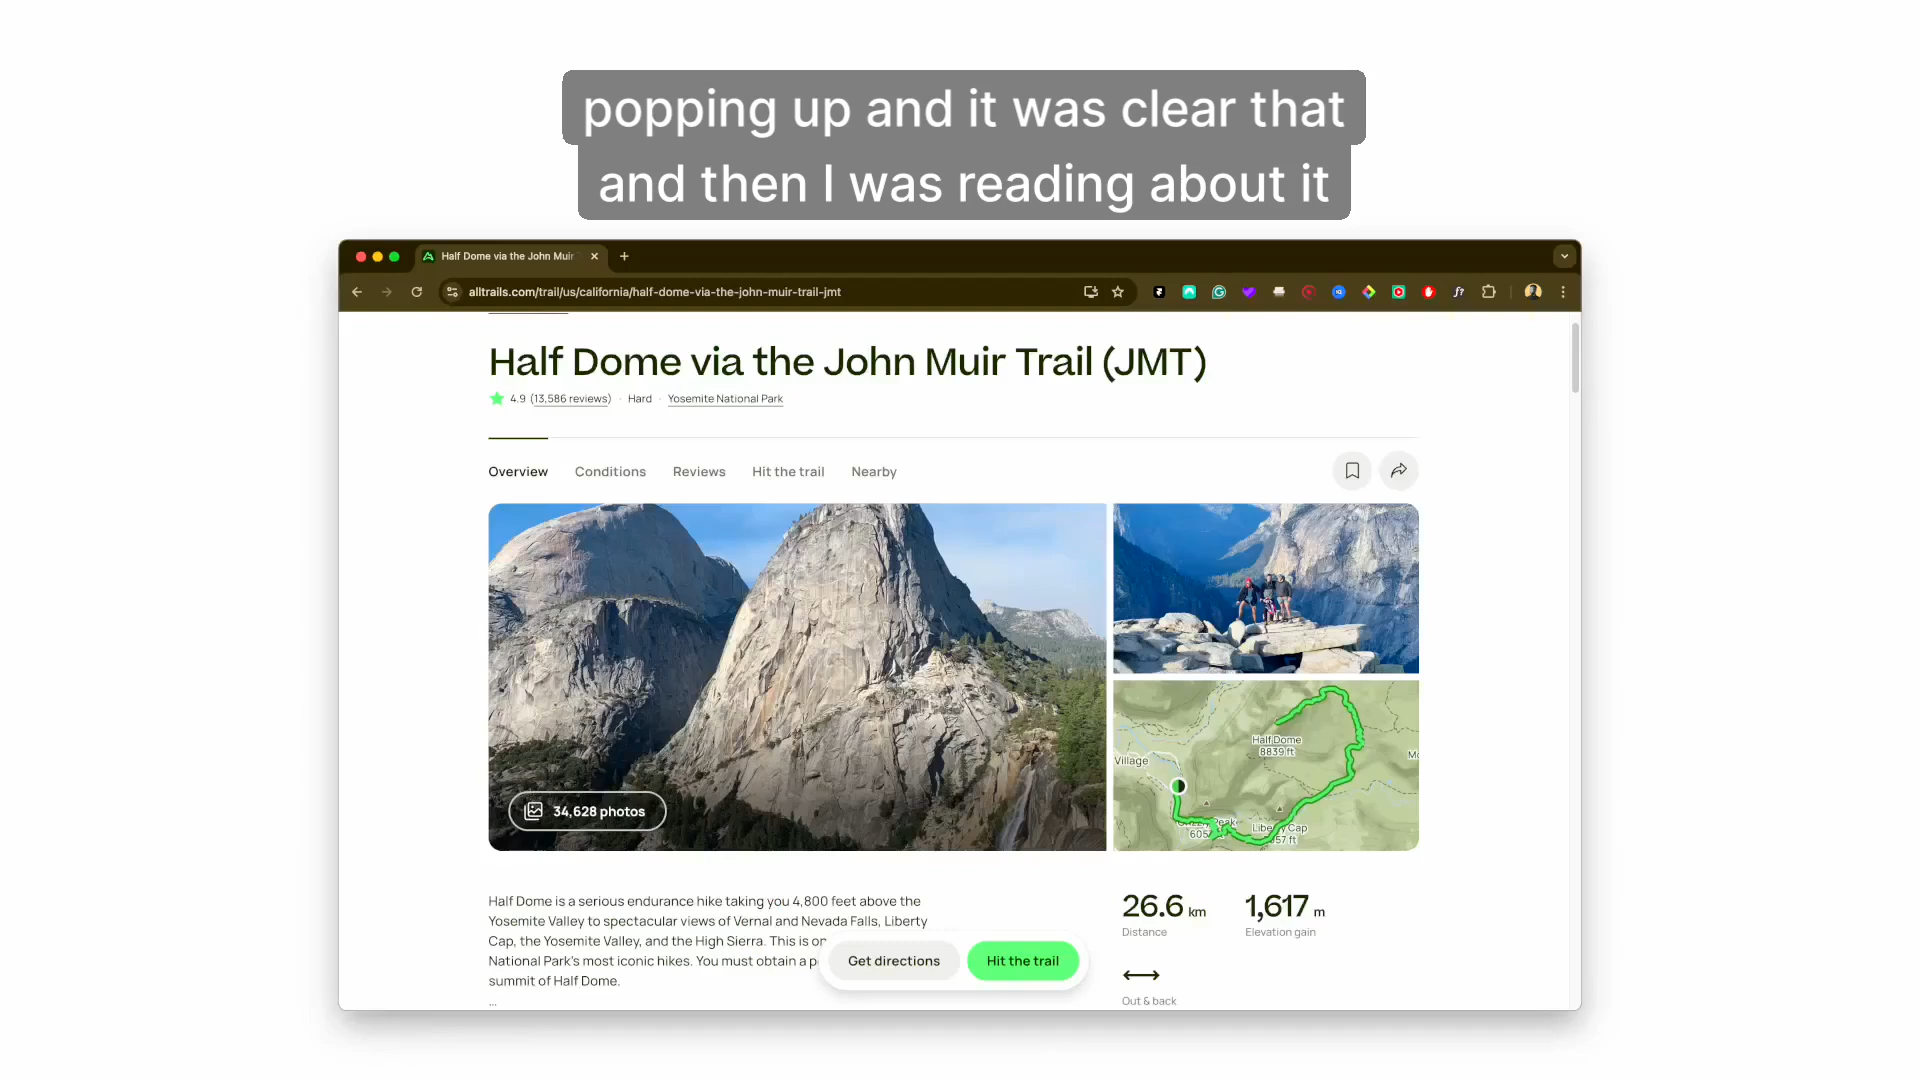 popping up and it was clear that
and then I was reading about it
Half Dome via the John Muir
alltrails.com/trail/us/california/half-dome-via-the-john-muir-trail-jmt
Half Dome via the John Muir Trail (JMT)
4.9 (13,586 reviews) · Hard · Yosemite National Park
Overview Conditions Reviews Hit the trail Nearby
Half Dome
8839 ft
Village
Liberty Cap
34,628 photos
Half Dome is a serious endurance hike taking you 4,800 feet above the
Yosemite Valley to spectacular views of Vernal and Nevada Falls, Liberty
Cap, the Yosemite Valley, and the High Sierra. This is on
National Park's most iconic hikes. You must obtain a p
summit of Half Dome.
...
Get directions Hit the trail
26.6 km 1,617 m
Distance Elevation gain
Out & back